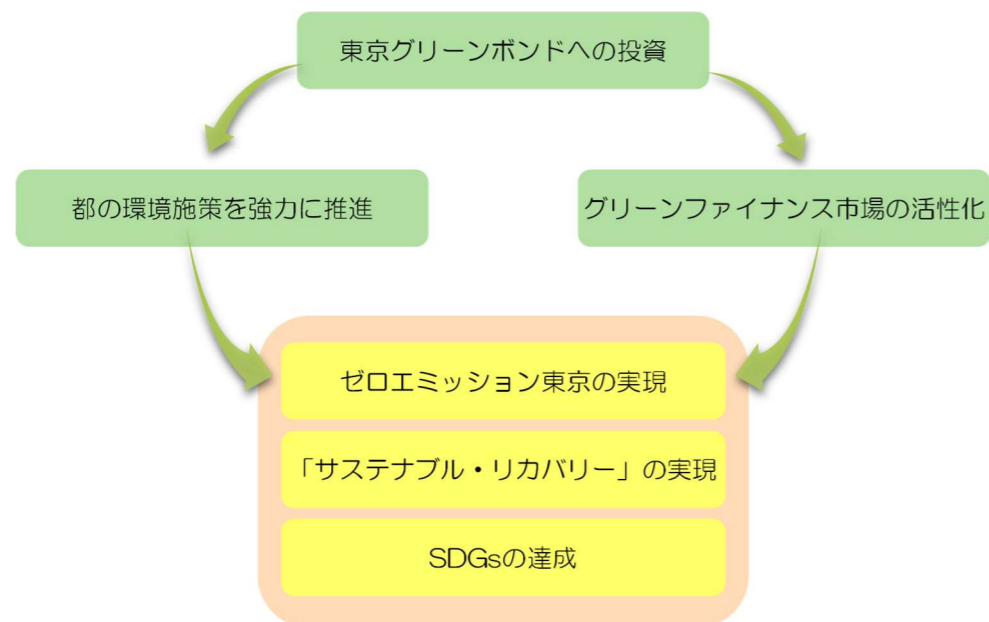 東京グリーンボンドへの投資
都の環境施策を強力に推進
グリーンファイナンス市場の活性化
ゼロエミッション東京の実現
「サステナブル・リカバリー」の実現
SDGsの達成